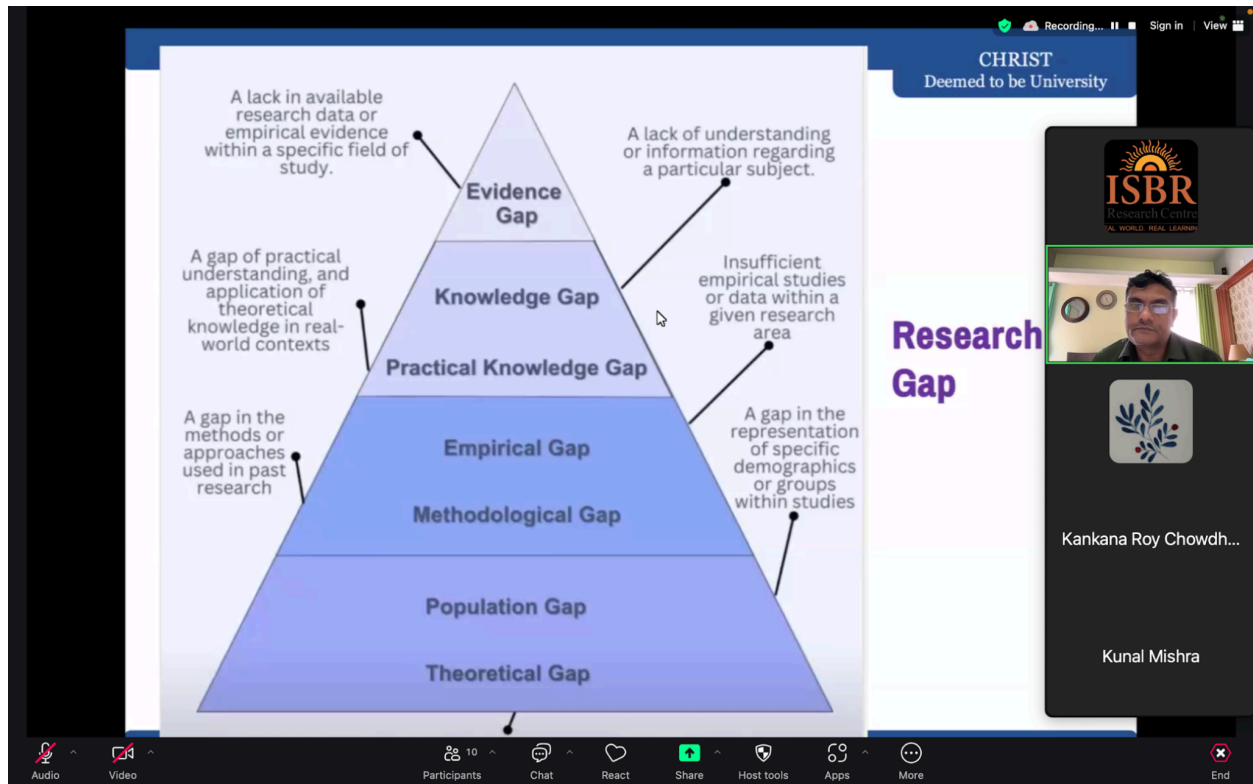 Recording...
Sign in
View
CHRIST
Deemed to be University
A lack in available
research data or
empirical evidence
within a specific field of
study.
A lack of understanding
or information regarding
a particular subject.
Evidence
Gap
A gap of practical
understanding, and
application of
theoretical
knowledge in real-
world contexts
Insufficient
empirical studies
or data within a
given research
area
Knowledge Gap
Practical Knowledge Gap
Research
Gap
A gap in the
methods or
approaches
used in past
research
A gap in the
representation
of specific
demographics
or groups
within studies
Empirical Gap
Methodological Gap
Population Gap
Theoretical Gap
ISBR
Research Centre
AL WORLD. REAL LEARNIN
Kankana Roy Chowdh...
Kunal Mishra
Audio
Video
10
Participants
Chat
React
Share
Host tools
Apps
More
End